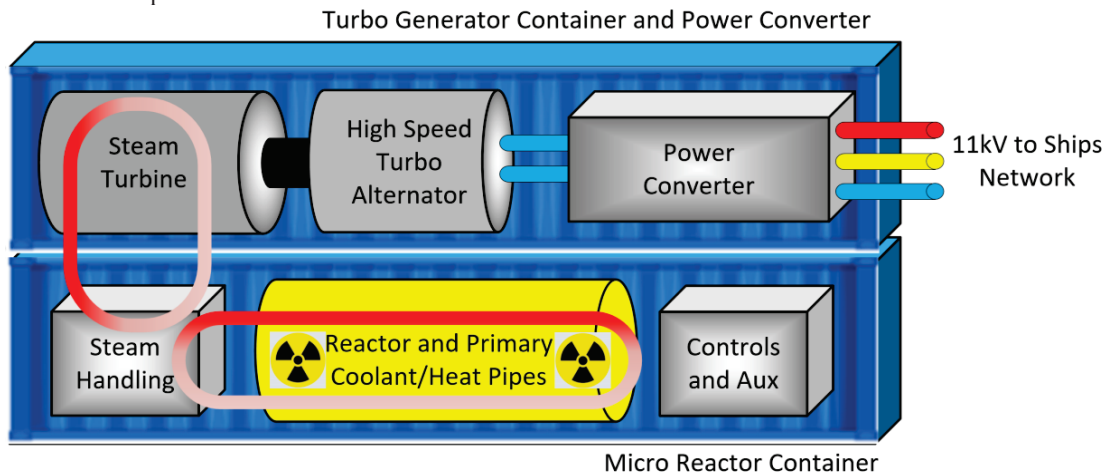 Turbo Generator Container and Power Converter
Steam
Turbine
High Speed
Turbo
Alternator
Power
Converter
11kV to Ships
Network
Steam
Handling
Reactor and Primary
Coolant/Heat Pipes
Controls
and Aux
Micro Reactor Container